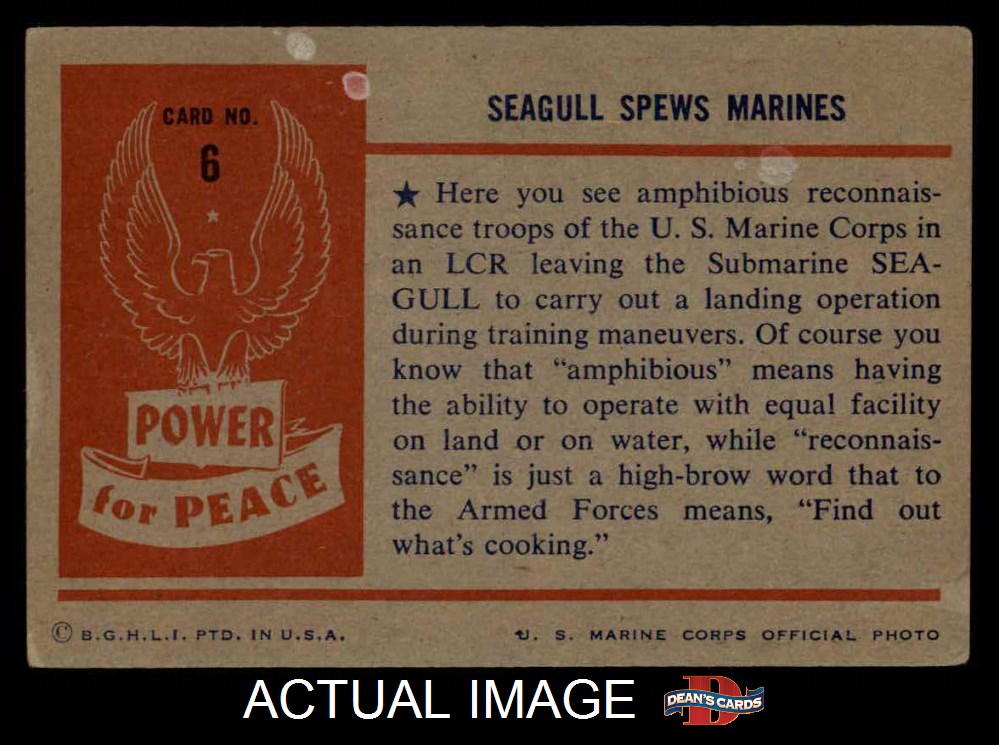 CARD NO.
6
POWER
for PEACE
SEAGULL SPEWS MARINES
★ Here you see amphibious reconnais-
sance troops of the U. S. Marine Corps in
an LCR leaving the Submarine SEA-
GULL to carry out a landing operation
during training maneuvers. Of course you
know that “amphibious” means having
the ability to operate with equal facility
on land or on water, while “reconnais-
sance” is just a high-brow word that to
the Armed Forces means, “Find out
what's cooking.”
© B.G.H.L.I. PTD. IN U.S.A.
U. S. MARINE CORPS OFFICIAL PHOTO
ACTUAL IMAGE
D
DEAN'S CARDS